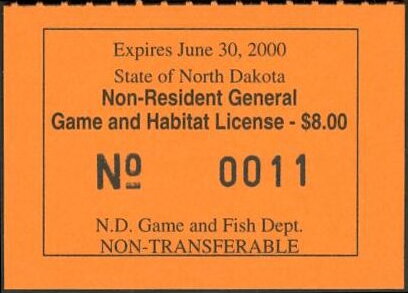 Expires June 30, 2000
State of North Dakota
Non-Resident General
Game and Habitat License - $8.00
Nº 0011
N.D. Game and Fish Dept.
NON-TRANSFERABLE